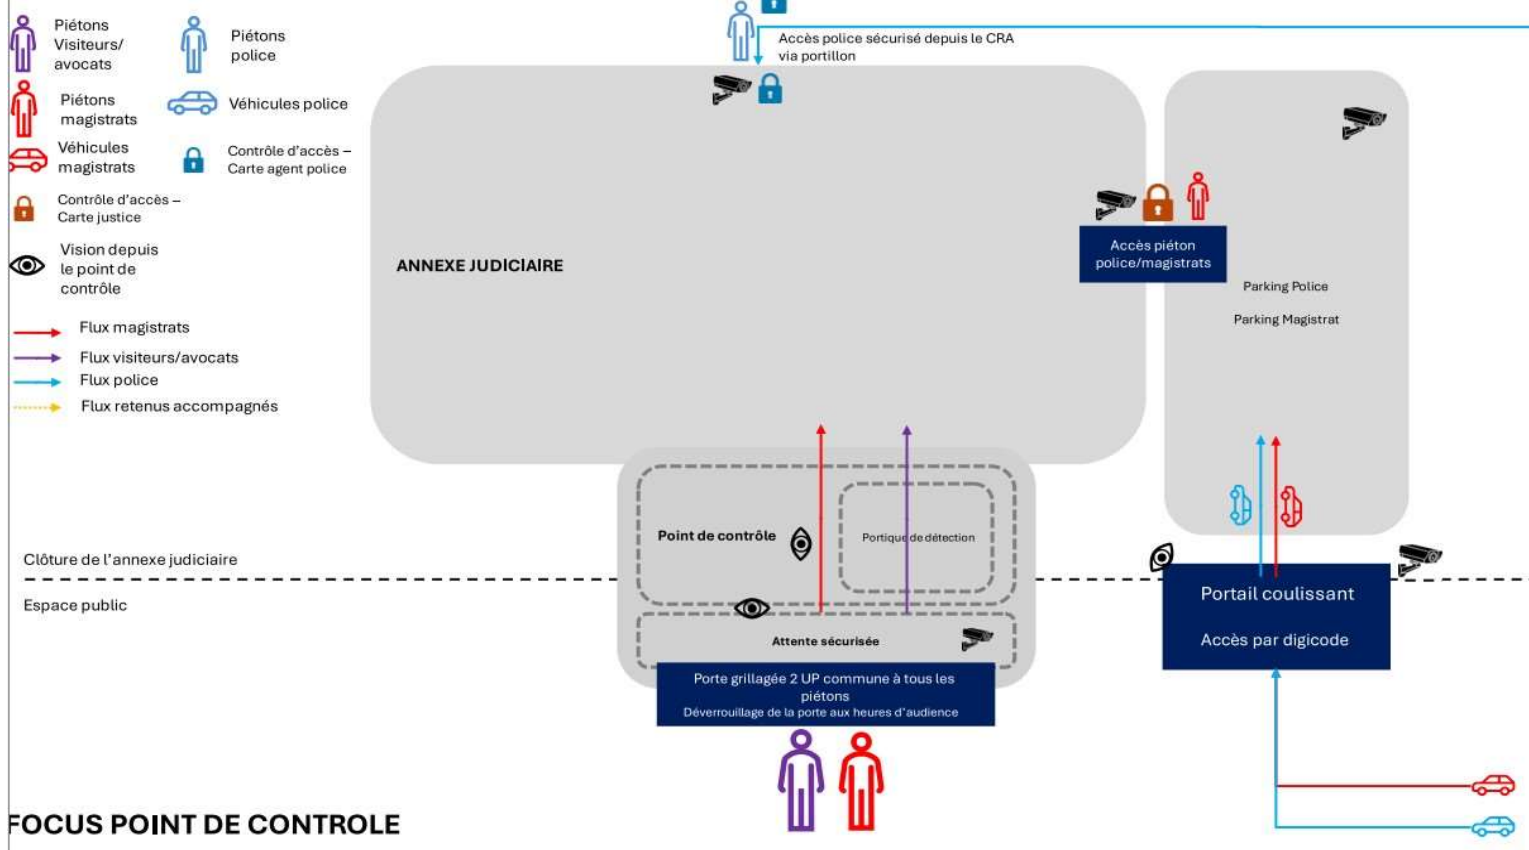 Piétons
Visiteurs/
avocats
Piétons
police
Piétons
magistrats
Véhicules police
Véhicules
magistrats
Contrôle d'accès –
Carte agent police
Contrôle d'accès –
Carte justice
Vision depuis
le point de
contrôle
Flux magistrats
Flux visiteurs/avocats
Flux police
Flux retenus accompagnés
Accès police sécurisé depuis le CRA
via portillon
ANNEXE JUDICIAIRE
Accès piéton
police/magistrats
Parking Police
Parking Magistrat
Point de contrôle
Portique de détection
Clôture de l'annexe judiciaire
Espace public
Attente sécurisée
Porte grillagée 2 UP commune à tous les
piétons
Déverrouillage de la porte aux heures d'audience
Portail coulissant
Accès par digicode
FOCUS POINT DE CONTROLE